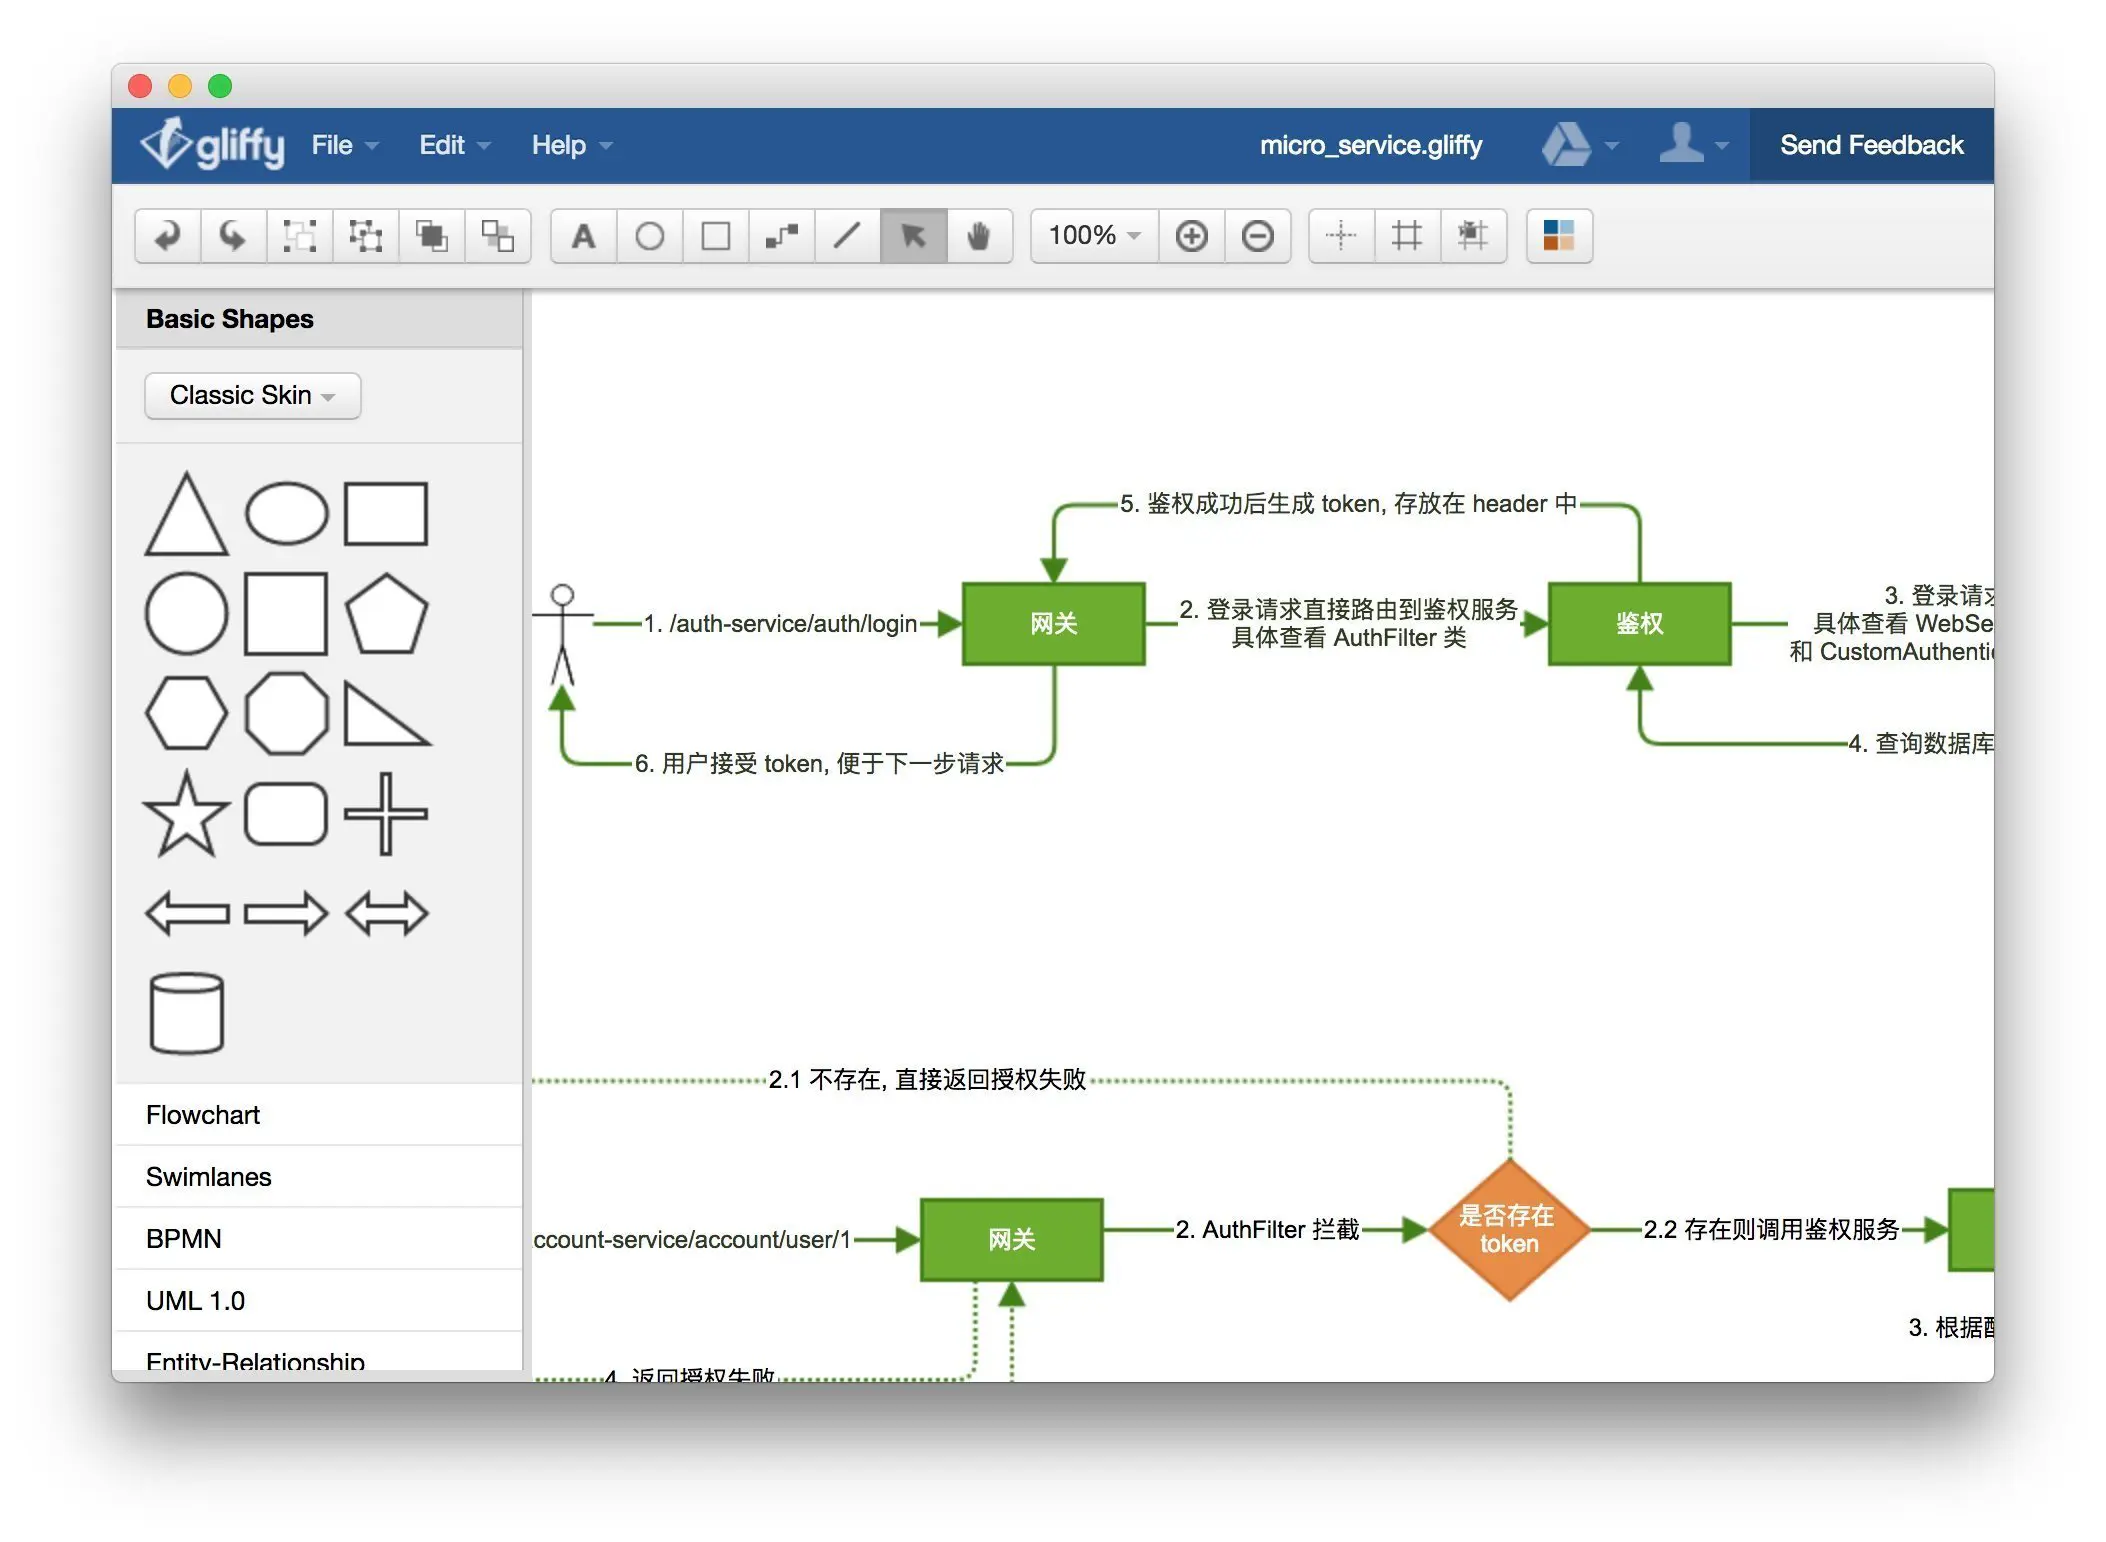 gliffy File Edit Help micro_service.gliffy Send Feedback
A 100%
Basic Shapes
Classic Skin
Flowchart
Swimlanes
BPMN
UML 1.0
Entity-Relationship
5. 鉴权成功后生成 token, 存放在 header 中
1. /auth-service/auth/login
网关
2. 登录请求直接路由到鉴权服务
具体查看 AuthFilter 类
鉴权
3. 登录请求
具体查看 WebSe
和 CustomAuthenti
6. 用户接受 token, 便于下一步请求
4. 查询数据库
2.1 不存在, 直接返回授权失败
ccount-service/account/user/1
网关
2. AuthFilter 拦截
是否存在
token
2.2 存在则调用鉴权服务
3. 根据
4. 返回授权失败